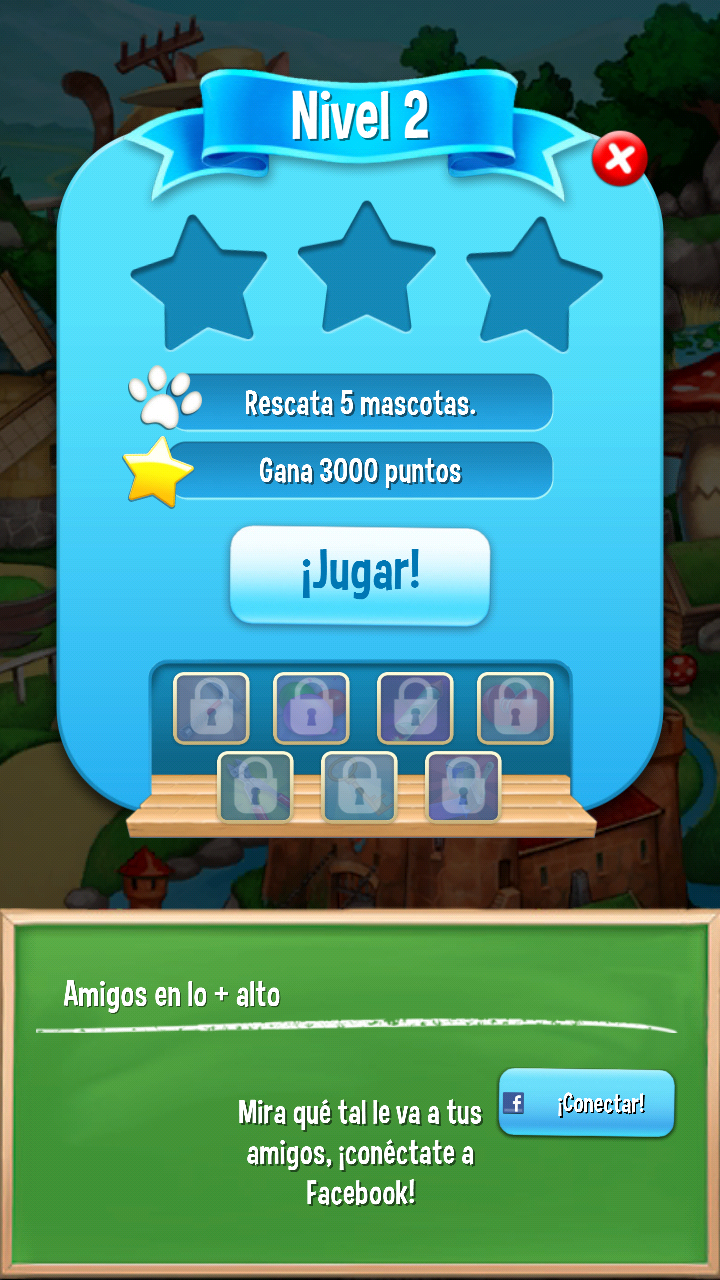 Nivel 2
Rescata 5 mascotas.
Gana 3000 puntos
¡Jugar!
Amigos en lo + alto
Mira qué tal le va a tus
amigos, ¡conéctate a
Facebook!
f ¡Conectar!